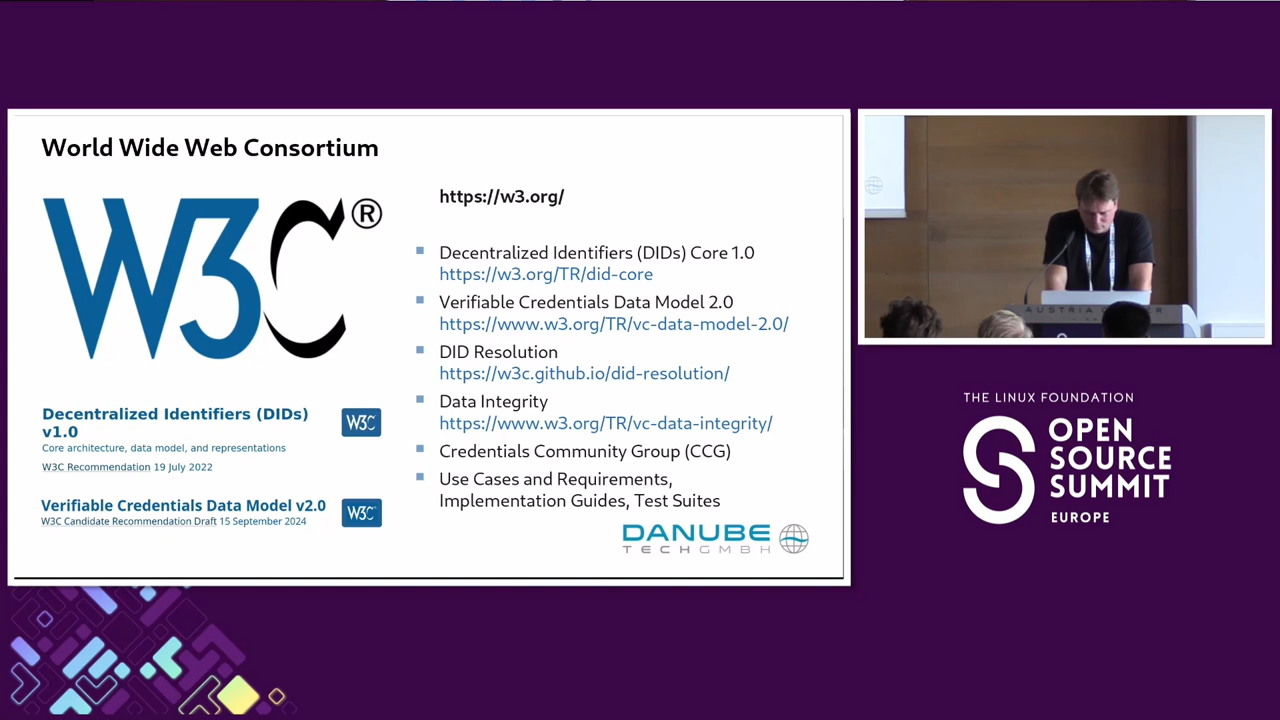 World Wide Web Consortium
W3C®
https://w3.org/
Decentralized Identifiers (DIDs) Core 1.0
https://w3.org/TR/did-core
Verifiable Credentials Data Model 2.0
https://www.w3.org/TR/vc-data-model-2.0/
DID Resolution
https://w3c.github.io/did-resolution/
Data Integrity
https://www.w3.org/TR/vc-data-integrity/
Credentials Community Group (CCG)
Use Cases and Requirements,
Implementation Guides, Test Suites
Decentralized Identifiers (DIDs)
v1.0
W3C
Core architecture, data model, and representations
W3C Recommendation 19 July 2022
Verifiable Credentials Data Model v2.0
W3C
W3C Candidate Recommendation Draft 15 September 2024
DANUBE
TECH GMBH
AUSTRIA
THE LINUX FOUNDATION
OPEN
SOURCE
SUMMIT
EUROPE